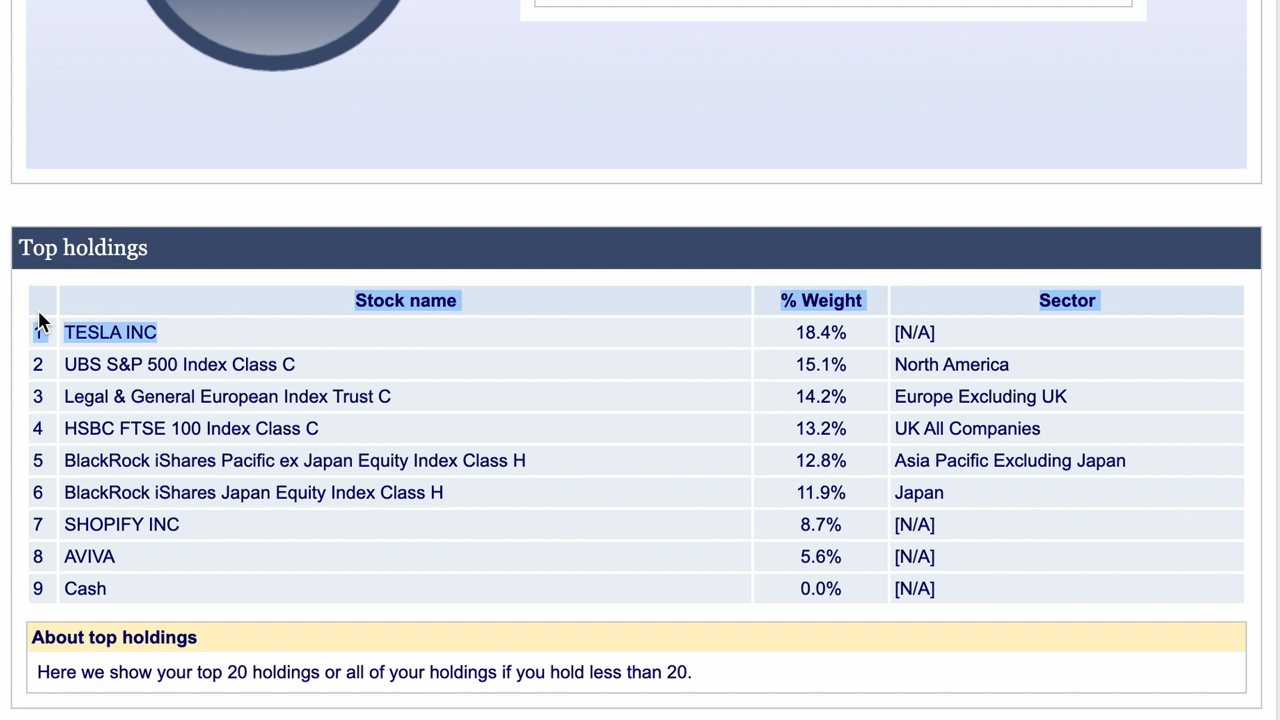 Top holdings
Stock name % Weight Sector
1 TESLA INC 18.4% [N/A]
2 UBS S&P 500 Index Class C 15.1% North America
3 Legal & General European Index Trust C 14.2% Europe Excluding UK
4 HSBC FTSE 100 Index Class C 13.2% UK All Companies
5 BlackRock iShares Pacific ex Japan Equity Index Class H 12.8% Asia Pacific Excluding Japan
6 BlackRock iShares Japan Equity Index Class H 11.9% Japan
7 SHOPIFY INC 8.7% [N/A]
8 AVIVA 5.6% [N/A]
9 Cash 0.0% [N/A]
About top holdings
Here we show your top 20 holdings or all of your holdings if you hold less than 20.